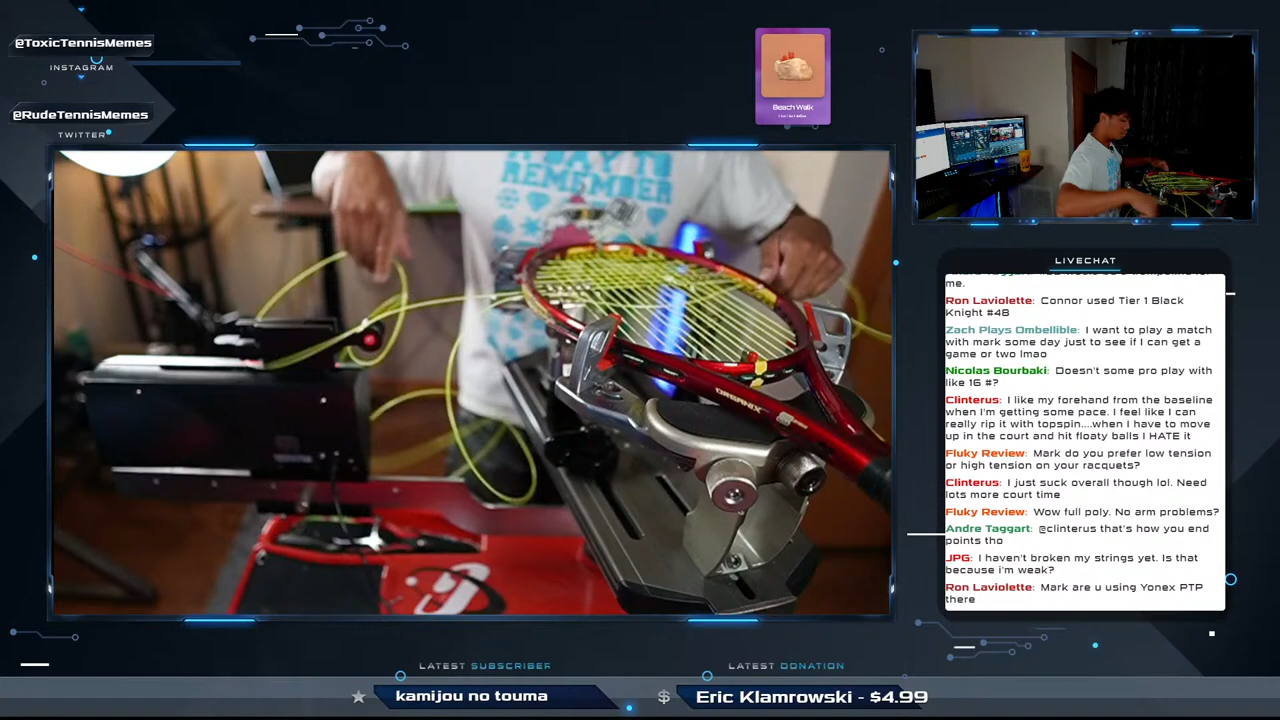 @ToxicTennisMemes
INSTAGRAM
@RudeTennisMemes
TWITTER
Beach Walk
DAY TO
REMEMBER
ORGANIX
LIVECHAT
me.
Ron Laviolette: Connor used Tier 1 Black
Knight #4B
Zach Plays Ombellible: I want to play a match
with mark some day just to see if I can get a
game or two lmao
Nicolas Bourbaki: Doesn't some pro play with
like 16 #?
Clinterus: I like my forehand from the baseline
when I'm getting some pace. I feel like I can
really rip it with topspin....when I have to move
up in the court and hit floaty balls I HATE it
Fluky Review: Mark do you prefer low tension
or high tension on your racquets?
Clinterus: I just suck overall though lol. Need
lots more court time
Fluky Review: Wow full poly. No arm problems?
Andre Taggart: @clinterus that's how you end
points tho
JPG: I haven't broken my strings yet. Is that
because i'm weak?
Ron Laviolette: Mark are u using Yonex PTP
there
LATEST SUBSCRIBER
kamijou no touma
LATEST DONATION
$ Eric Klamrowski - $4.99